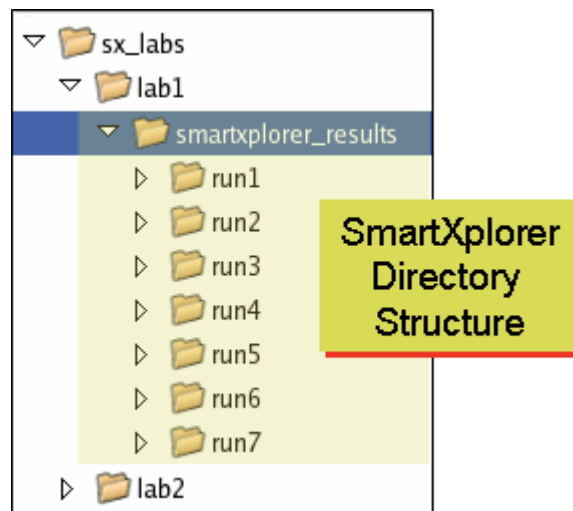 sx_labs
lab1
smartxplorer_results
run1
run2
run3
run4
run5
run6
run7
lab2
SmartXplorer
Directory
Structure